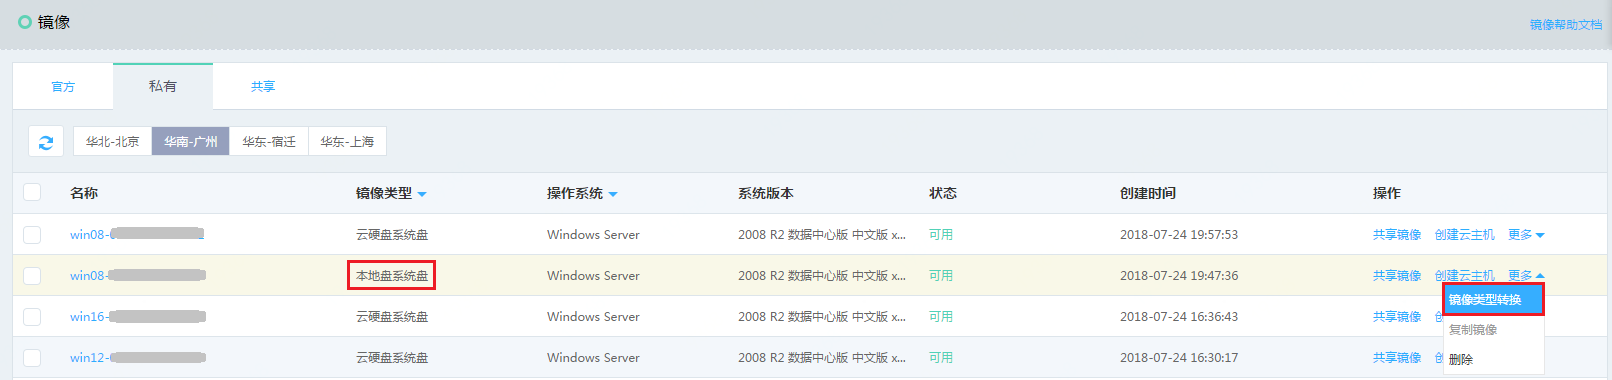 镜像
镜像帮助文档
官方 私有 共享
华北-北京 华南-广州 华东-宿迁 华东-上海
名称 镜像类型 操作系统 系统版本 状态 创建时间 操作
win08- 云硬盘系统盘 Windows Server 2008 R2 数据中心版 中文版 x... 可用 2018-07-24 19:57:53 共享镜像 创建云主机 更多
win08- 本地盘系统盘 Windows Server 2008 R2 数据中心版 中文版 x... 可用 2018-07-24 19:47:36 共享镜像 创建云主机 更多
镜像类型转换
win16- 云硬盘系统盘 Windows Server 2008 R2 数据中心版 中文版 x... 可用 2018-07-24 16:36:43 共享镜像
复制镜像
win12- 云硬盘系统盘 Windows Server 2008 R2 数据中心版 中文版 x... 可用 2018-07-24 16:30:17 共享镜像
删除